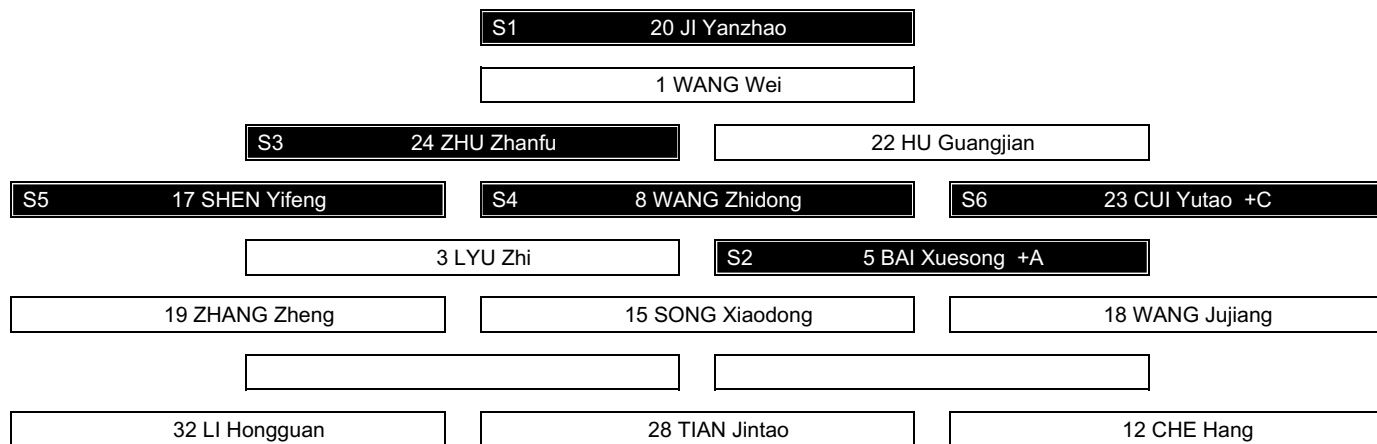 S1 20 JI Yanzhao
1 WANG Wei
S3 24 ZHU Zhanfu 22 HU Guangjian
S5 17 SHEN Yifeng S4 8 WANG Zhidong S6 23 CUI Yutao +C
3 LYU Zhi S2 5 BAI Xuesong +A
19 ZHANG Zheng 15 SONG Xiaodong 18 WANG Jujiang
32 LI Hongguan 28 TIAN Jintao 12 CHE Hang